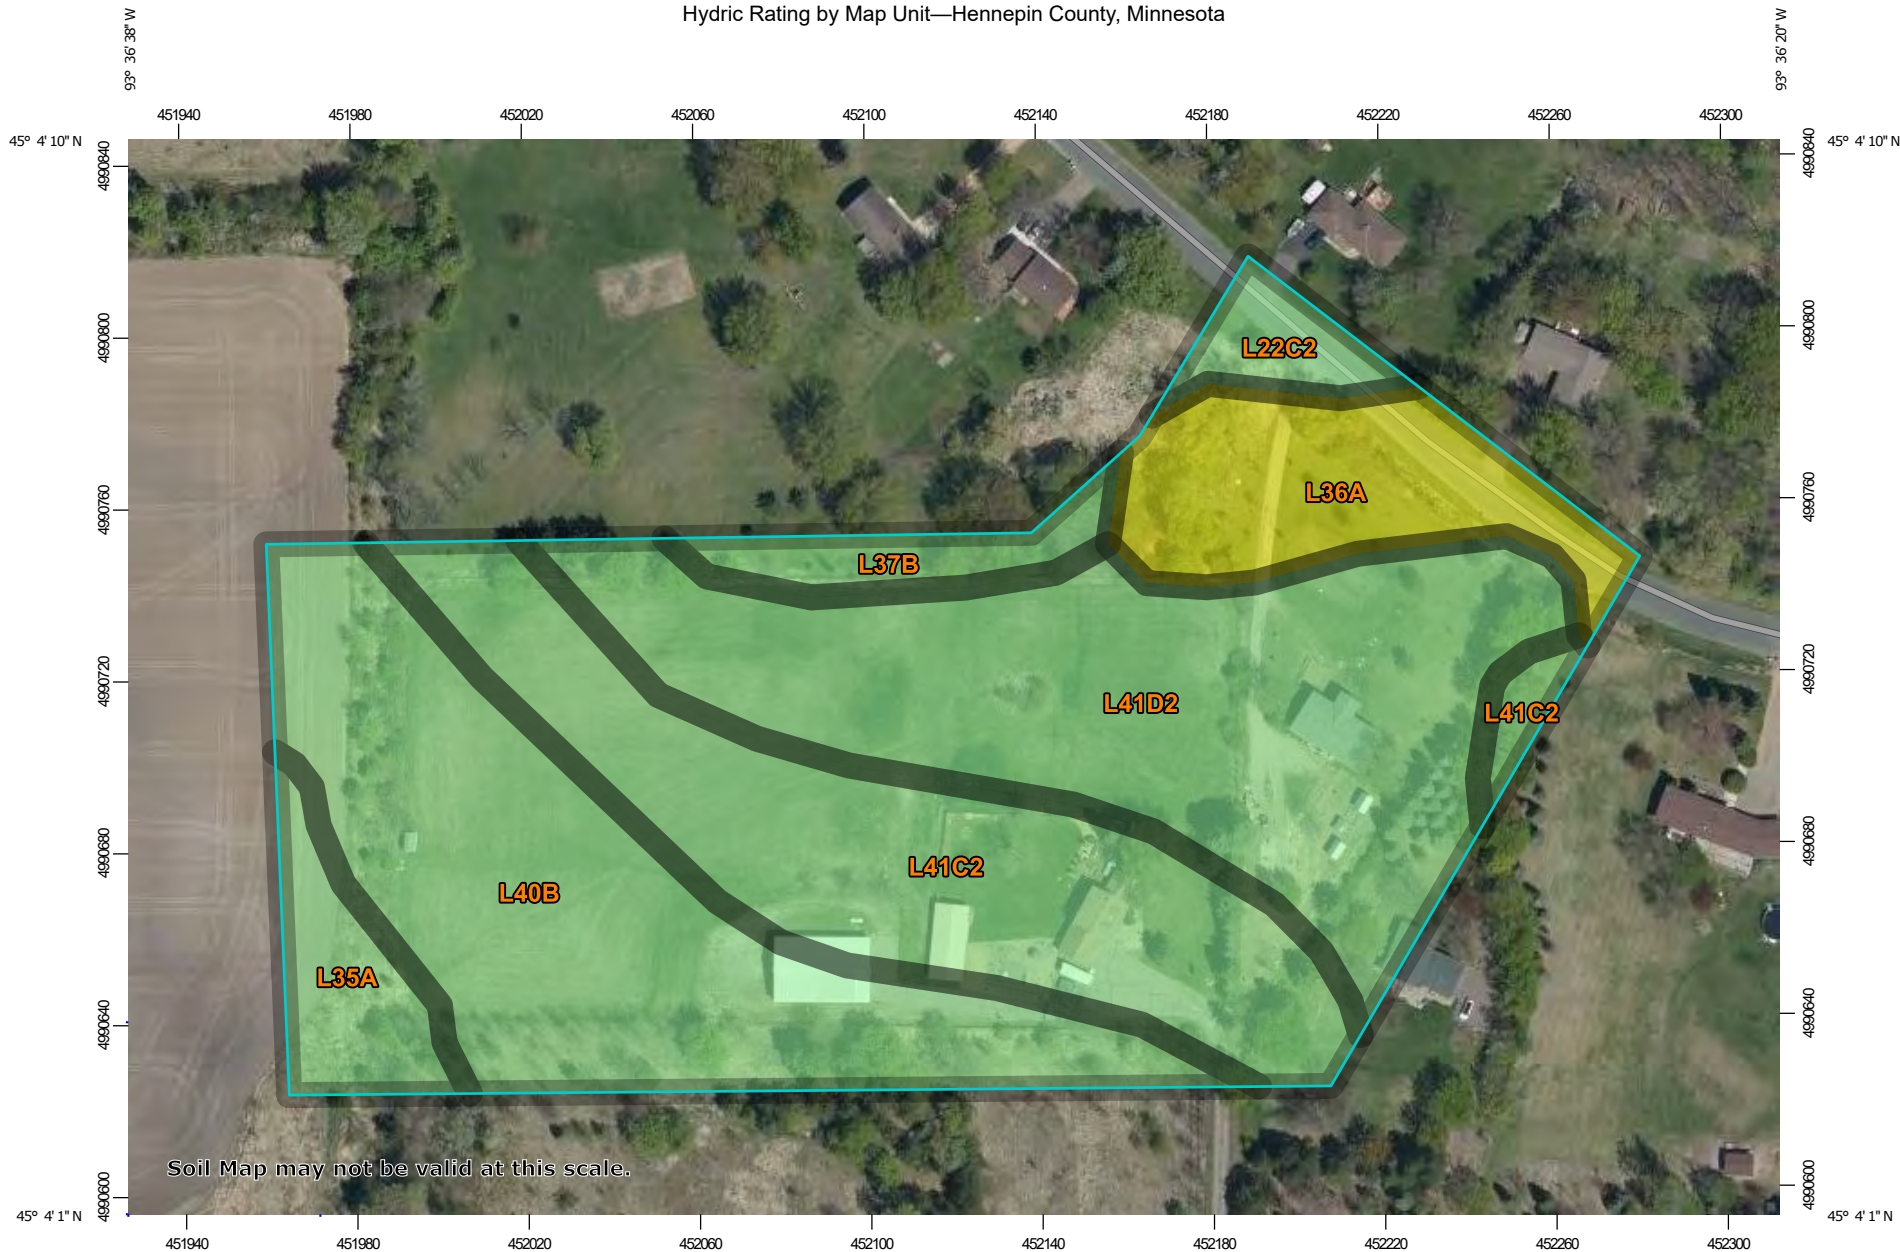 Hydric Rating by Map Unit—Hennepin County, Minnesota
93° 36' 38'' W
93° 36' 20'' W
451940 451980 452020 452060 452100 452140 452180 452220 452260 452300
45° 4' 10'' N
45° 4' 10'' N
4990840
4990840
4990800
4990800
L22C2
4990760
4990760
L36A
L37B
4990720
4990720
L41D2
L41C2
4990680
4990680
L41C2
L40B
L35A
4990640
4990640
Soil Map may not be valid at this scale.
4990600
4990600
45° 4' 1'' N
45° 4' 1'' N
451940 451980 452020 452060 452100 452140 452180 452220 452260 452300